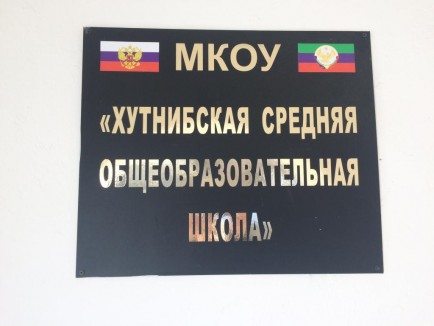 МКОУ
«ХУТНИБСКАЯ СРЕДНЯЯ
ОБЩЕОБРАЗОВАТЕЛЬНАЯ
ШКОЛА»